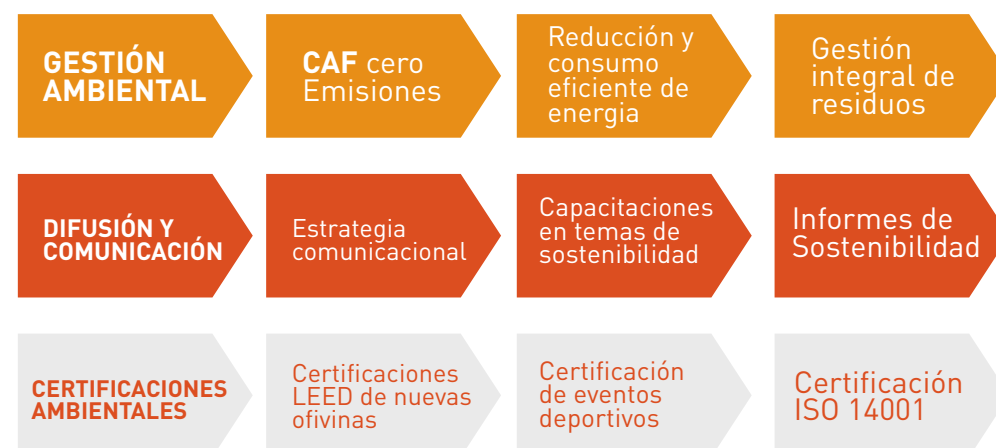 GESTIÓN
AMBIENTAL
CAF cero
Emisiones
Reducción y
consumo
eficiente de
energia
Gestión
integral de
residuos
DIFUSIÓN Y
COMUNICACIÓN
Estrategia
comunicacional
Capacitaciones
en temas de
sostenibilidad
Informes de
Sostenibilidad
CERTIFICACIONES
AMBIENTALES
Certificaciones
LEED de nuevas
ofivinas
Certificación
de eventos
deportivos
Certificación
ISO 14001